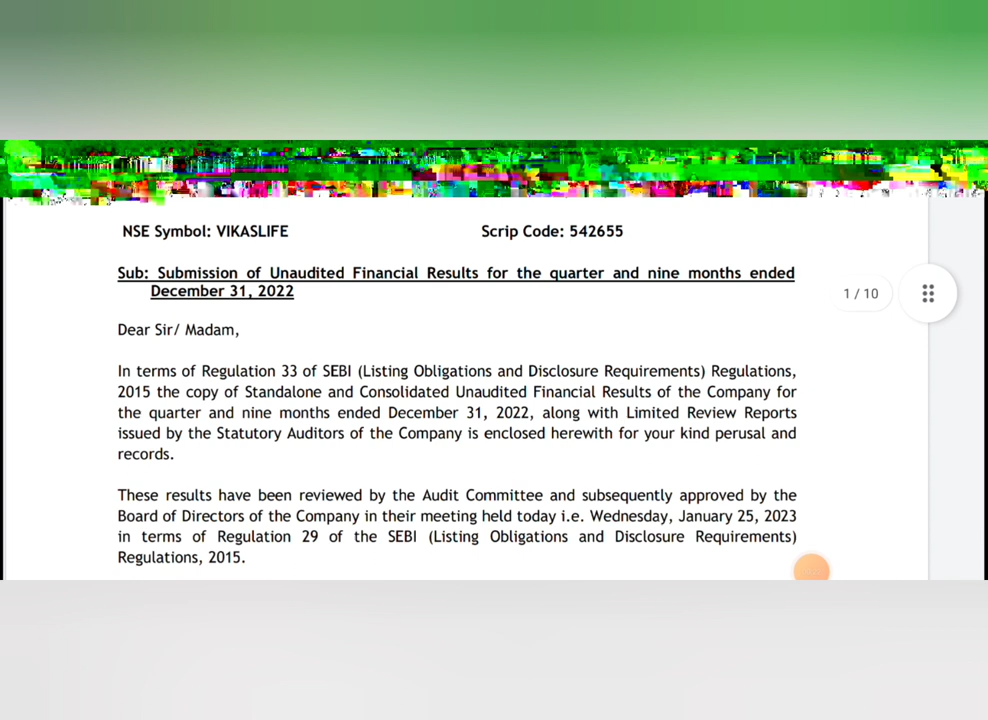 NSE Symbol: VIKASLIFE Scrip Code: 542655
Sub: Submission of Unaudited Financial Results for the quarter and nine months ended
December 31, 2022
1 / 10
Dear Sir/ Madam,
In terms of Regulation 33 of SEBI (Listing Obligations and Disclosure Requirements) Regulations,
2015 the copy of Standalone and Consolidated Unaudited Financial Results of the Company for
the quarter and nine months ended December 31, 2022, along with Limited Review Reports
issued by the Statutory Auditors of the Company is enclosed herewith for your kind perusal and
records.
These results have been reviewed by the Audit Committee and subsequently approved by the
Board of Directors of the Company in their meeting held today i.e. Wednesday, January 25, 2023
in terms of Regulation 29 of the SEBI (Listing Obligations and Disclosure Requirements)
Regulations, 2015.